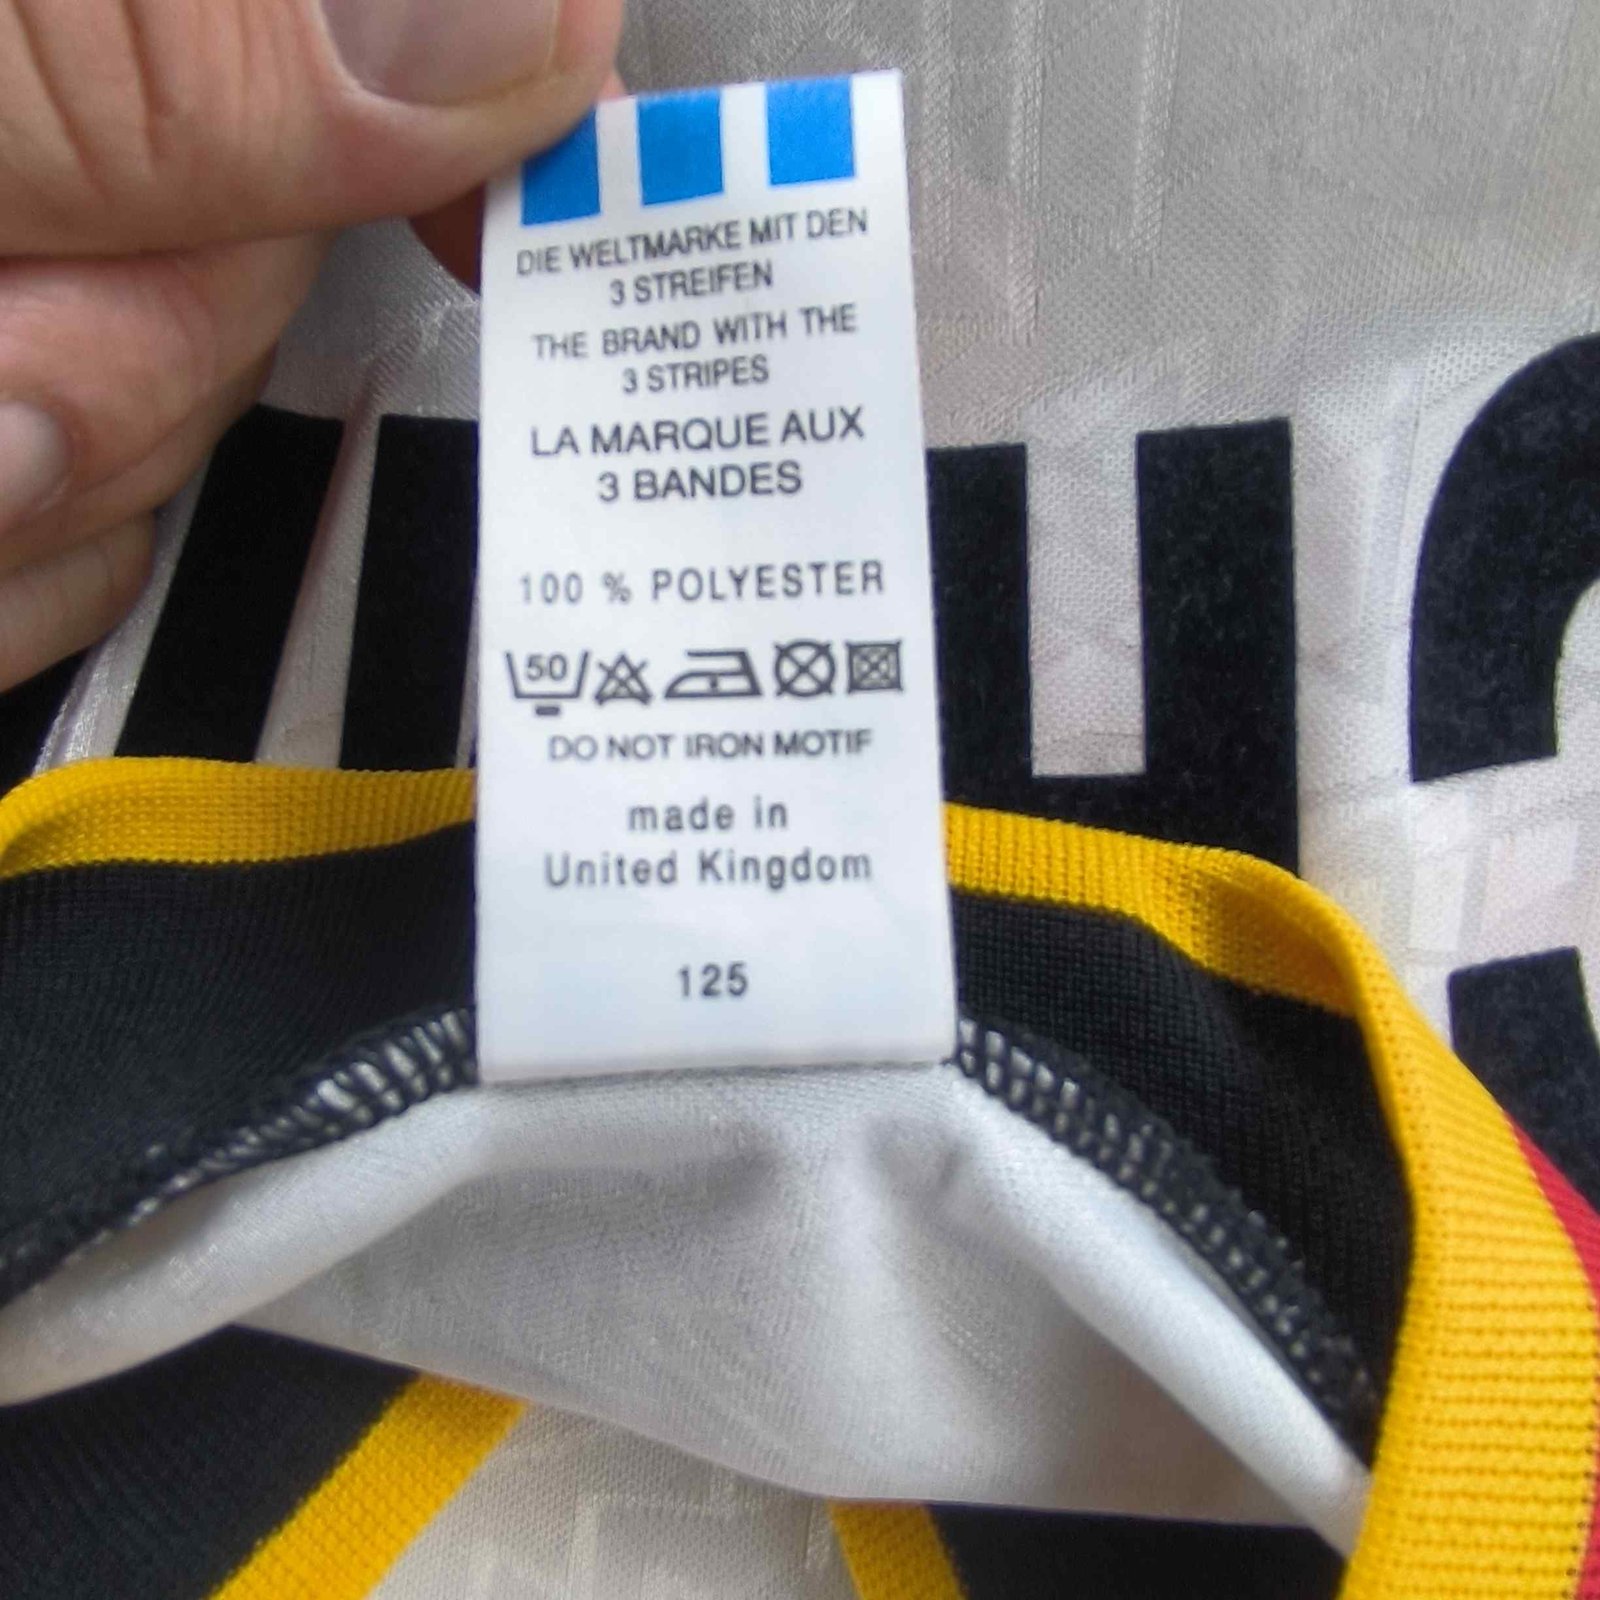 DIE WELTMARKE MIT DEN
3 STREIFEN
THE BRAND WITH THE
3 STRIPES
LA MARQUE AUX
3 BANDES
100 % POLYESTER
50
DO NOT IRON MOTIF
made in
United Kingdom
125